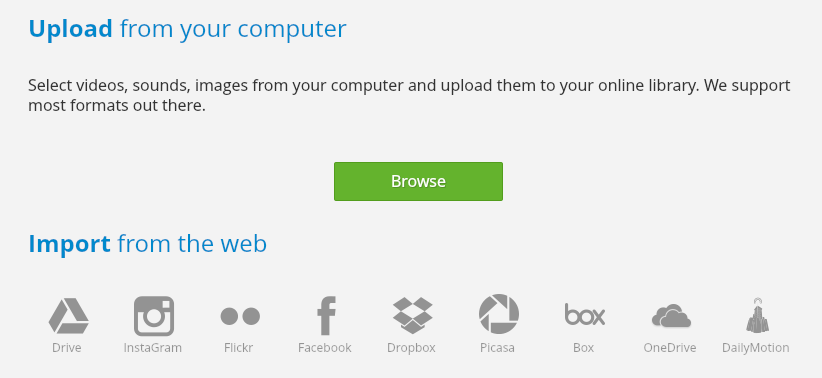 Upload from your computer
Select videos, sounds, images from your computer and upload them to your online library. We support
most formats out there.
Browse
Import from the web
box
Drive InstaGram Flickr Facebook Dropbox Picasa Box OneDrive DailyMotion